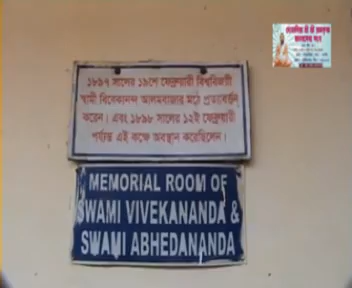 ১৮৯৭ সালের ১৯শে ফেব্রুয়ারী বিশ্ববিজয়ী
স্বামী বিবেকানন্দ আলমবাজার মঠে প্রত্যাবর্ত্তন
করেন। এবং ১৮৯৮ সালের ১২ই ফেব্রুয়ারী
পর্য্যন্ত এই কক্ষে অবস্থান করেছিলেন।
MEMORIAL ROOM OF
SWAMI VIVEKANANDA &
SWAMI ABHEDANANDA